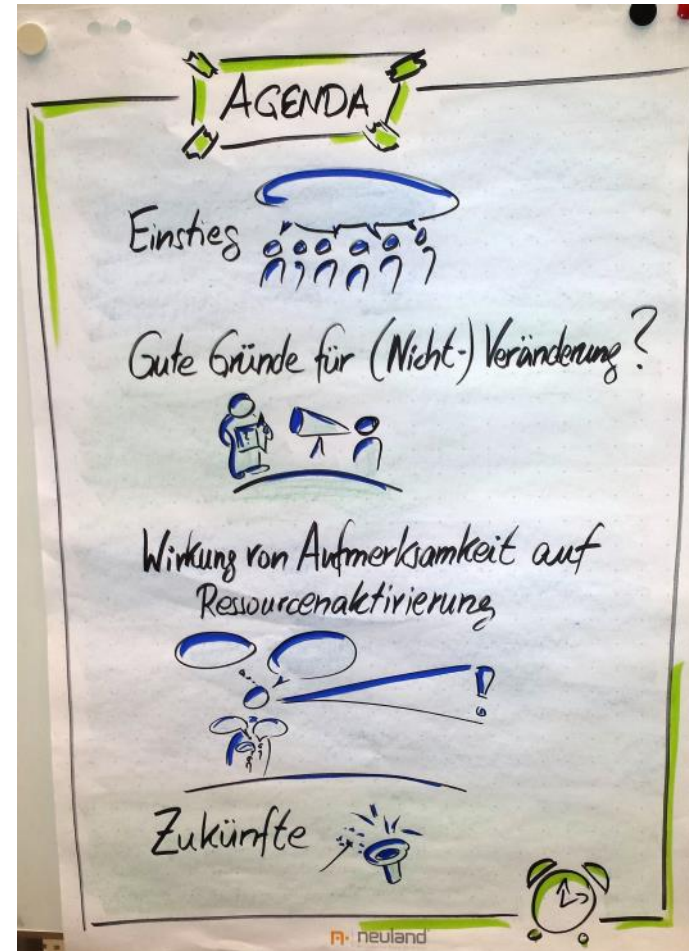 AGENDA
Einstieg
Gute Gründe für (Nicht-) Veränderung?
Wirkung von Aufmerksamkeit auf
Ressourcenaktivierung
!
Zukünfte
neuland